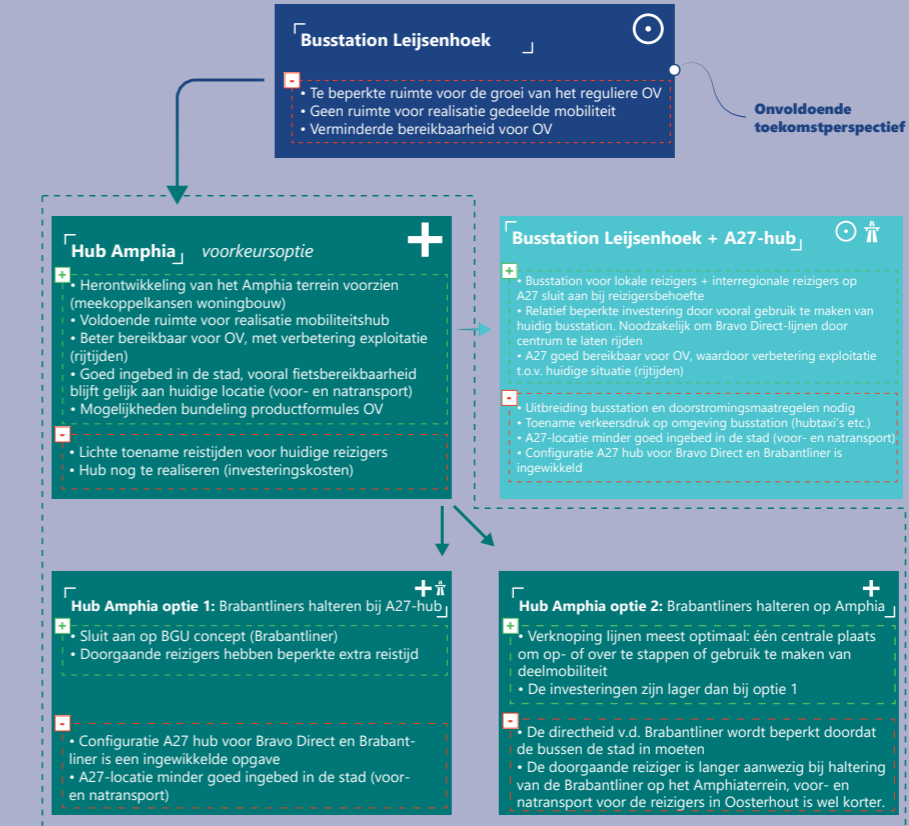 Busstation Leijsenhoek
-
• Te beperkte ruimte voor de groei van het reguliere OV
• Geen ruimte voor realisatie gedeelde mobiliteit
• Verminderde bereikbaarheid voor OV
Onvoldoende
toekomstperspectief
Hub Amphia voorkeursoptie
+
• Herontwikkeling van het Amphia terrein voorzien
(meekoppelkansen woningbouw)
• Voldoende ruimte voor realisatie mobiliteitshub
• Beter bereikbaar voor OV, met verbetering exploitatie
(rijtijden)
• Goed ingebed in de stad, vooral fietsbereikbaarheid
blijft gelijk aan huidige locatie (voor- en natransport)
• Mogelijkheden bundeling productformules OV
-
• Lichte toename reistijden voor huidige reizigers
• Hub nog te realiseren (investeringskosten)
Busstation Leijsenhoek + A27-hub
+
• Busstation voor lokale reizigers + interregionale reizigers op
A27 sluit aan bij reizigersbehoefte
• Relatief beperkte investering door vooral gebruik te maken van
huidig busstation. Noodzakelijk om Bravo Direct-lijnen door
centrum te laten rijden
• A27 goed bereikbaar voor OV, waardoor verbetering exploitatie
t.o.v. huidige situatie (rijtijden)
-
• Uitbreiding busstation en doorstromingsmaatregelen nodig
• Toename verkeersdruk op omgeving busstation (hubtaxi's etc.)
• A27-locatie minder goed ingebed in de stad (voor- en natransport)
• Configuratie A27 hub voor Bravo Direct en Brabantliner is
ingewikkeld
Hub Amphia optie 1: Brabantliners halteren bij A27-hub
+
• Sluit aan op BGU concept (Brabantliner)
• Doorgaande reizigers hebben beperkte extra reistijd
-
• Configuratie A27 hub voor Bravo Direct en Brabant-
liner is een ingewikkelde opgave
• A27-locatie minder goed ingebed in de stad (voor-
en natransport)
Hub Amphia optie 2: Brabantliners halteren op Amphia
+
• Verknoping lijnen meest optimaal: één centrale plaats
om op- of over te stappen of gebruik te maken van
deelmobiliteit
• De investeringen zijn lager dan bij optie 1
-
• De directheid v.d. Brabantliner wordt beperkt doordat
de bussen de stad in moeten
• De doorgaande reiziger is langer aanwezig bij haltering
van de Brabantliner op het Amphiaterrein, voor- en
natransport voor de reizigers in Oosterhout is wel korter.